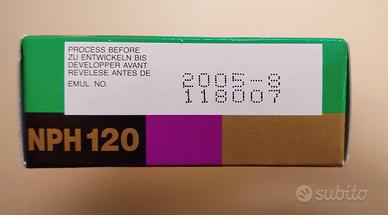 PROCESS BEFORE
ZU ENTWICKELN BIS
DEVELOPPER AVANT
REVELESE ANTES DE
EMUL. NO.
2005-8
118007
NPH 120
subito